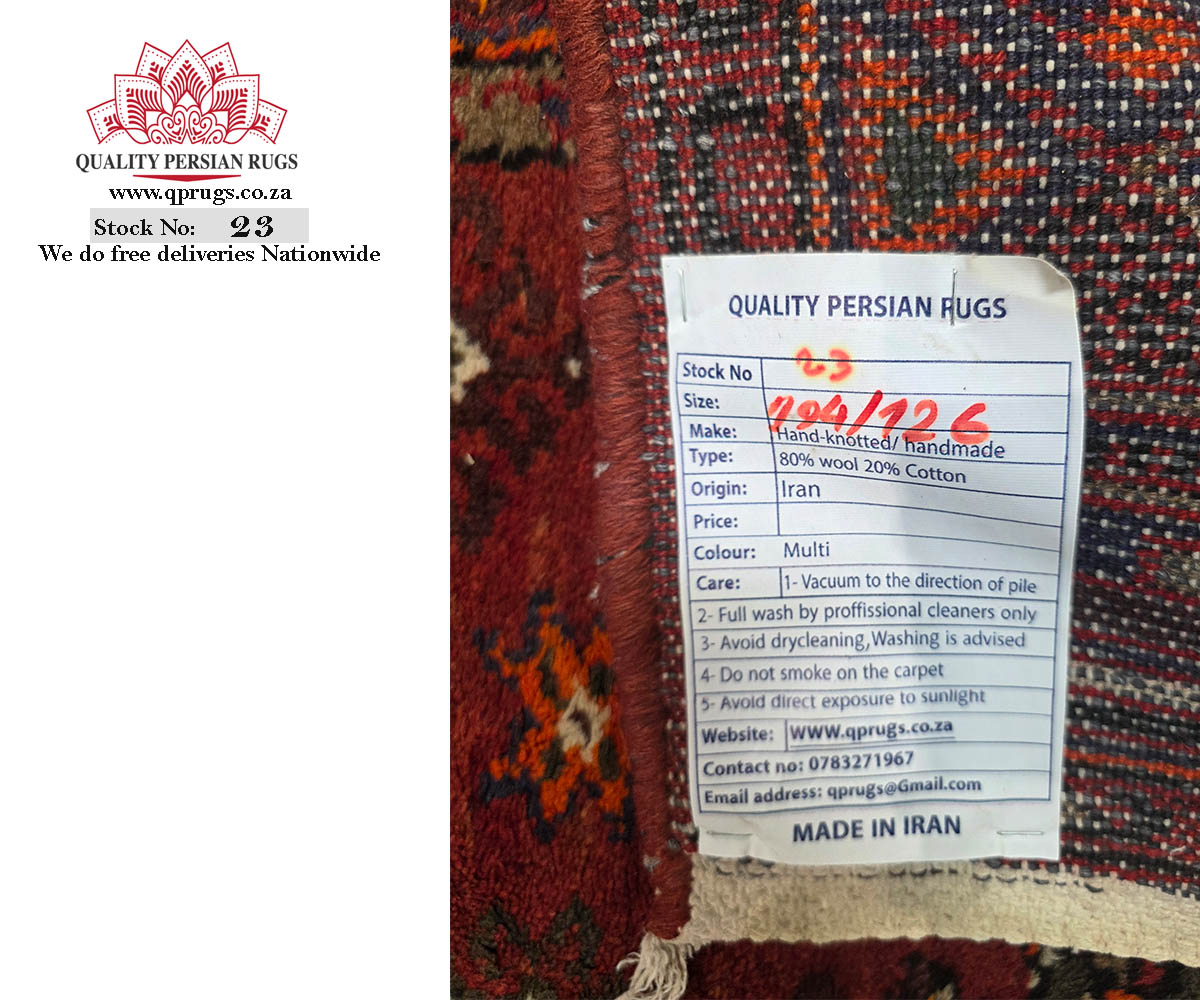 QUALITY PERSIAN RUGS
www.qprugs.co.za
Stock No: 23
We do free deliveries Nationwide
QUALITY PERSIAN RUGS
Stock No 23
Size: 194/126
Make: Hand-knotted/ handmade
Type: 80% wool 20% Cotton
Origin: Iran
Price:
Colour: Multi
Care: 1- Vacuum to the direction of pile
2- Full wash by proffissional cleaners only
3- Avoid drycleaning,Washing is advised
4- Do not smoke on the carpet
5- Avoid direct exposure to sunlight
Website: www.qprugs.co.za
Contact no: 0783271967
Email address: qprugs@Gmail.com
MADE IN IRAN